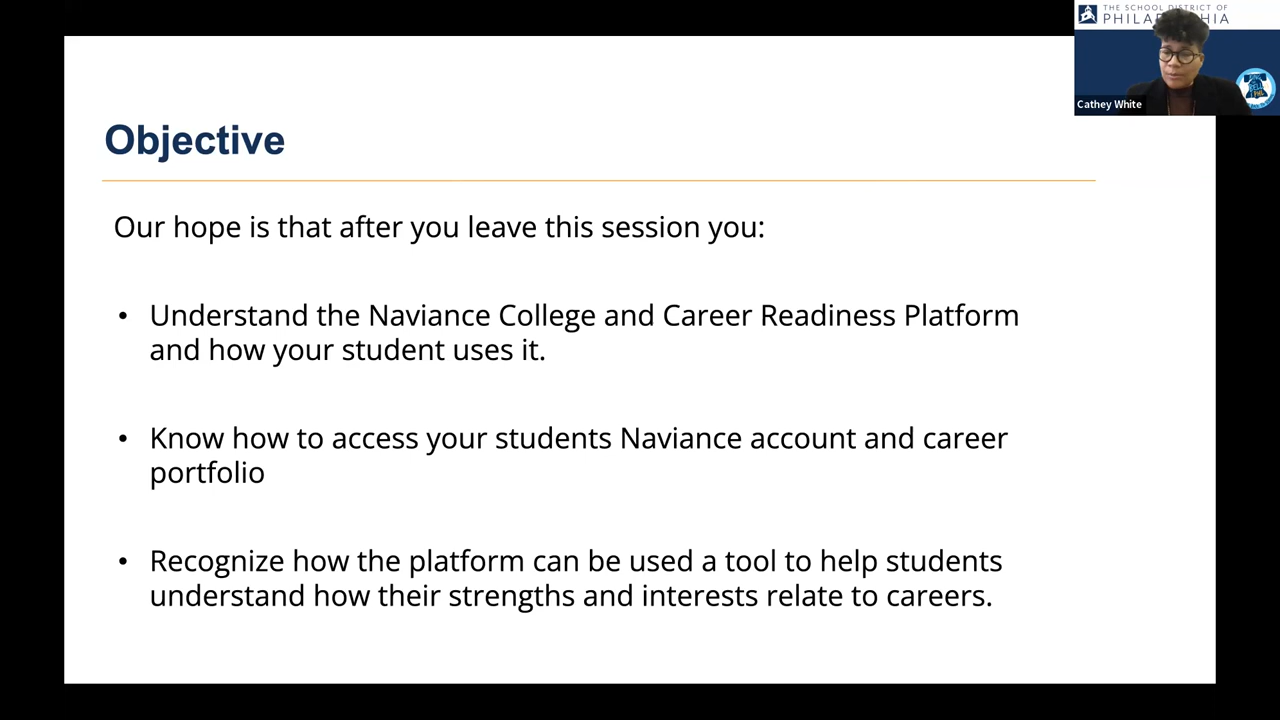 THE SCHOOL DISTRICT OF
Cathey White
Objective
Our hope is that after you leave this session you:
• Understand the Naviance College and Career Readiness Platform
and how your student uses it.
• Know how to access your students Naviance account and career
portfolio
• Recognize how the platform can be used a tool to help students
understand how their strengths and interests relate to careers.